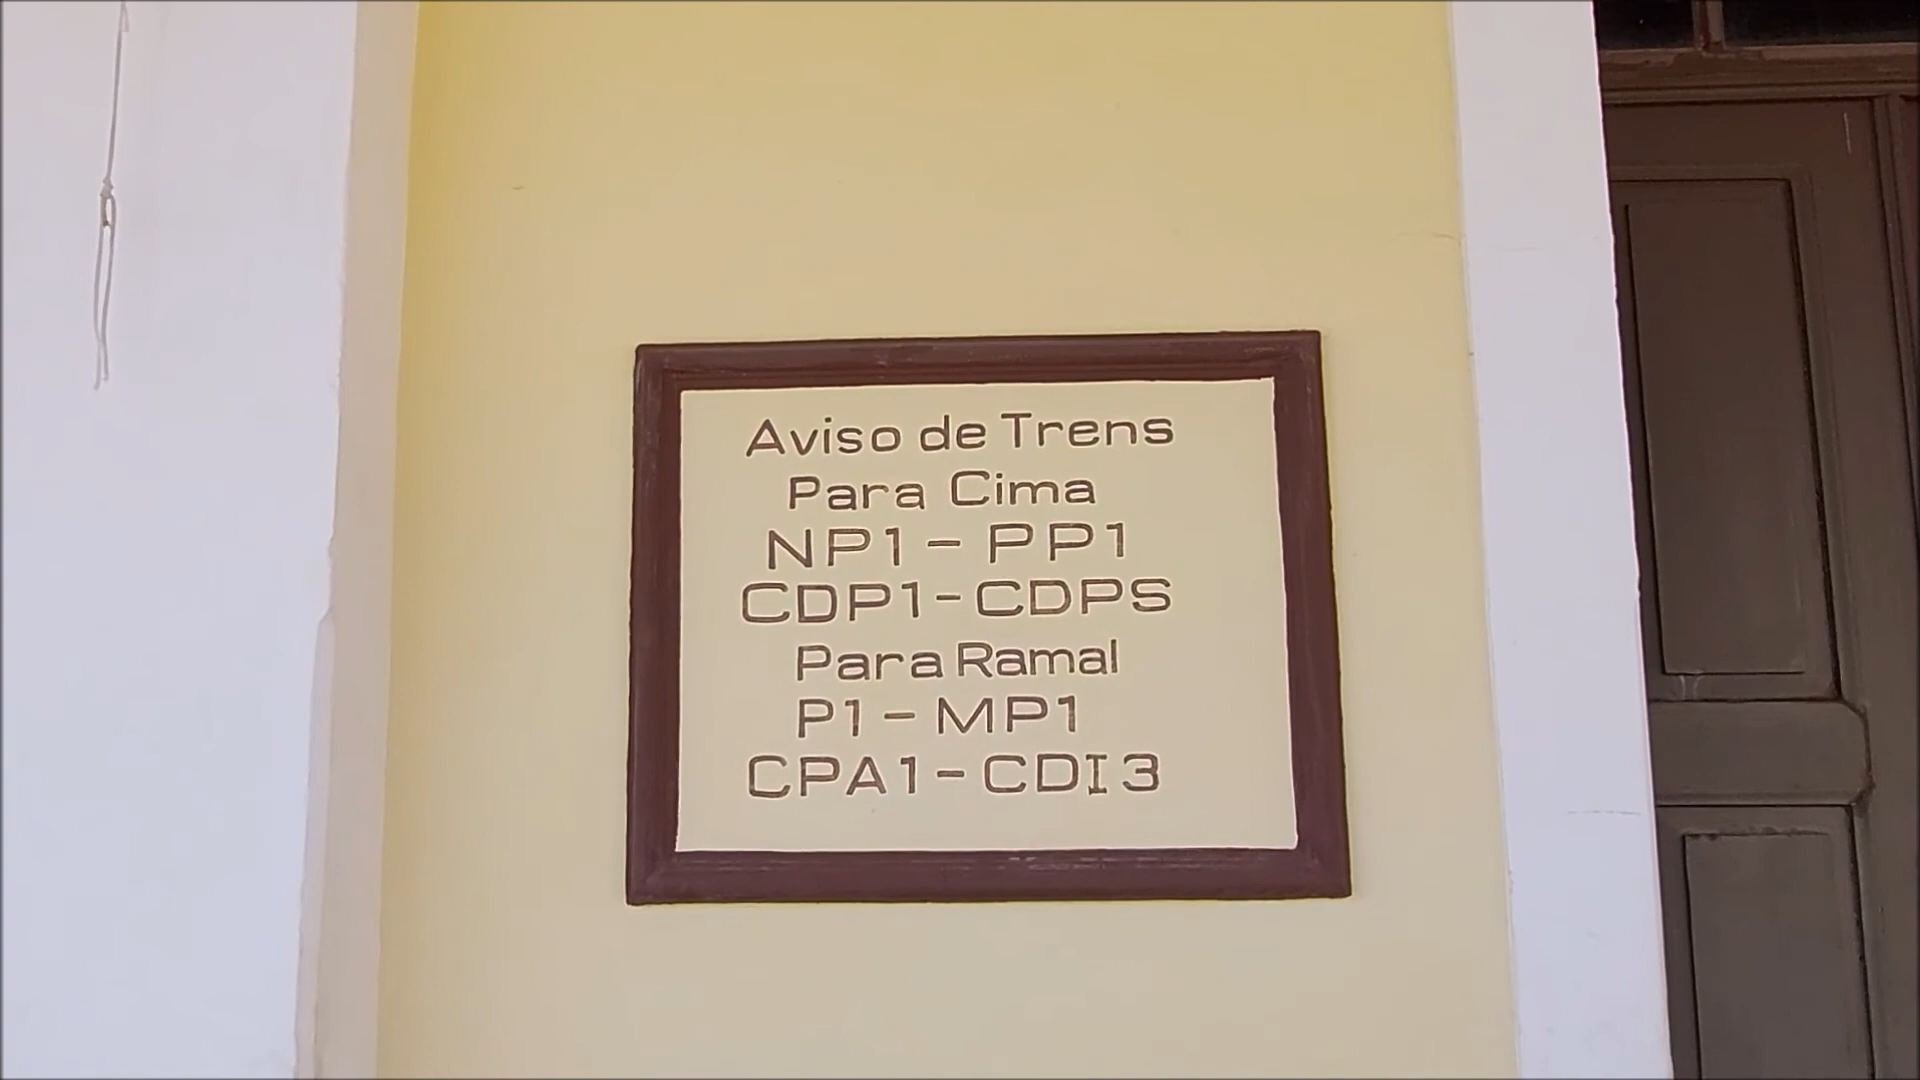 Aviso de Trens
Para Cima
NP1 - PP1
CDP1 - CDPS
Para Ramal
P1 - MP1
CPA1 - CDI3